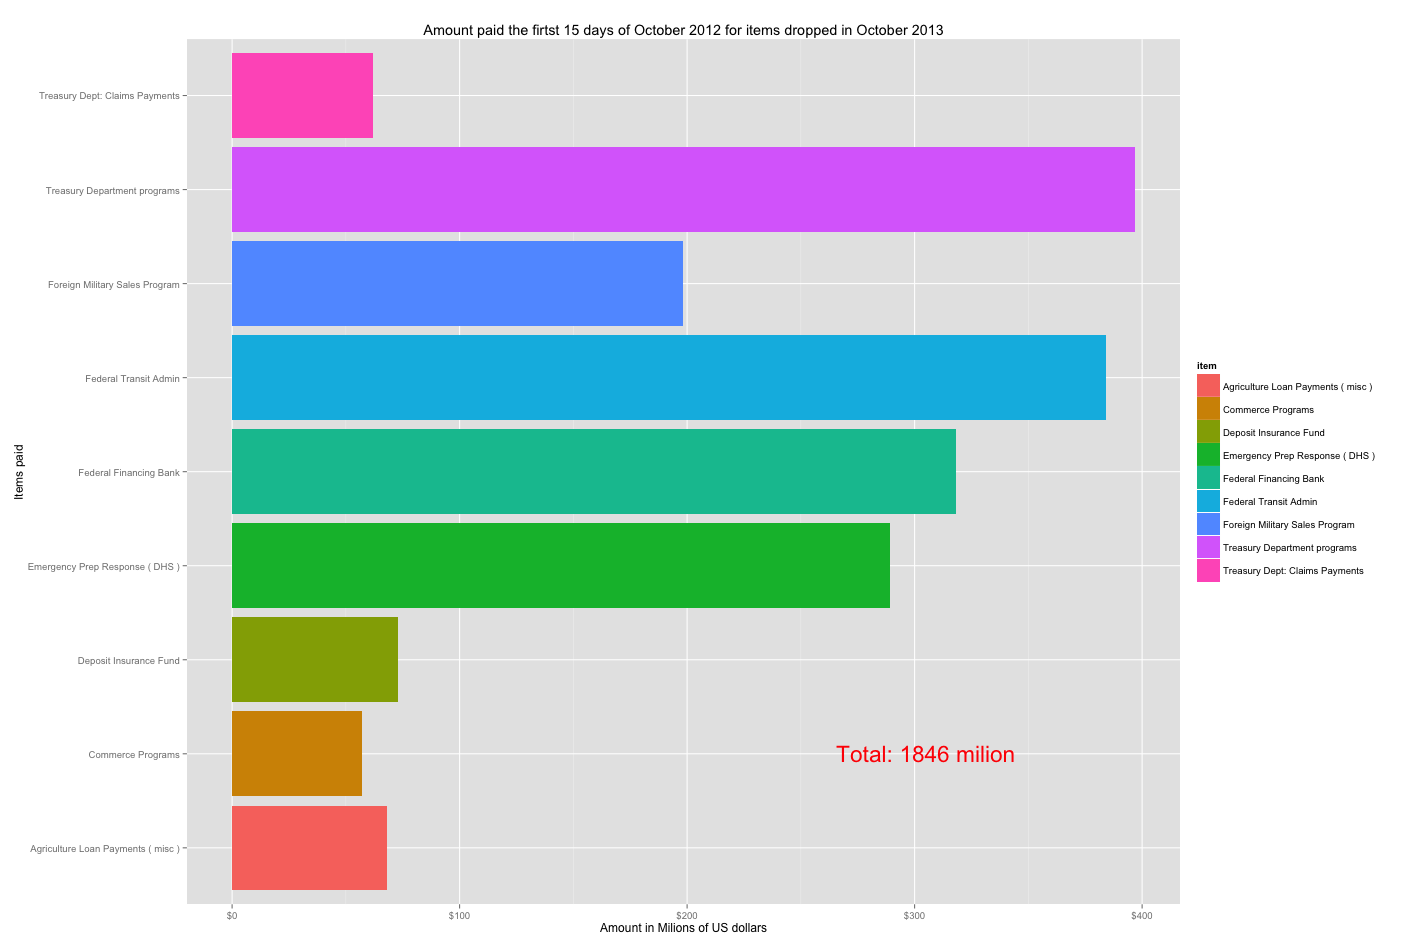 Amount paid the firtst 15 days of October 2012 for items dropped in October 2013
Treasury Dept: Claims Payments
Treasury Department programs
Foreign Military Sales Program
Federal Transit Admin
Federal Financing Bank
Emergency Prep Response ( DHS )
Deposit Insurance Fund
Commerce Programs
Agriculture Loan Payments ( misc )
Items paid
Total: 1846 milion
$0 $100 $200 $300 $400
Amount in Milions of US dollars
item
Agriculture Loan Payments ( misc )
Commerce Programs
Deposit Insurance Fund
Emergency Prep Response ( DHS )
Federal Financing Bank
Federal Transit Admin
Foreign Military Sales Program
Treasury Department programs
Treasury Dept: Claims Payments